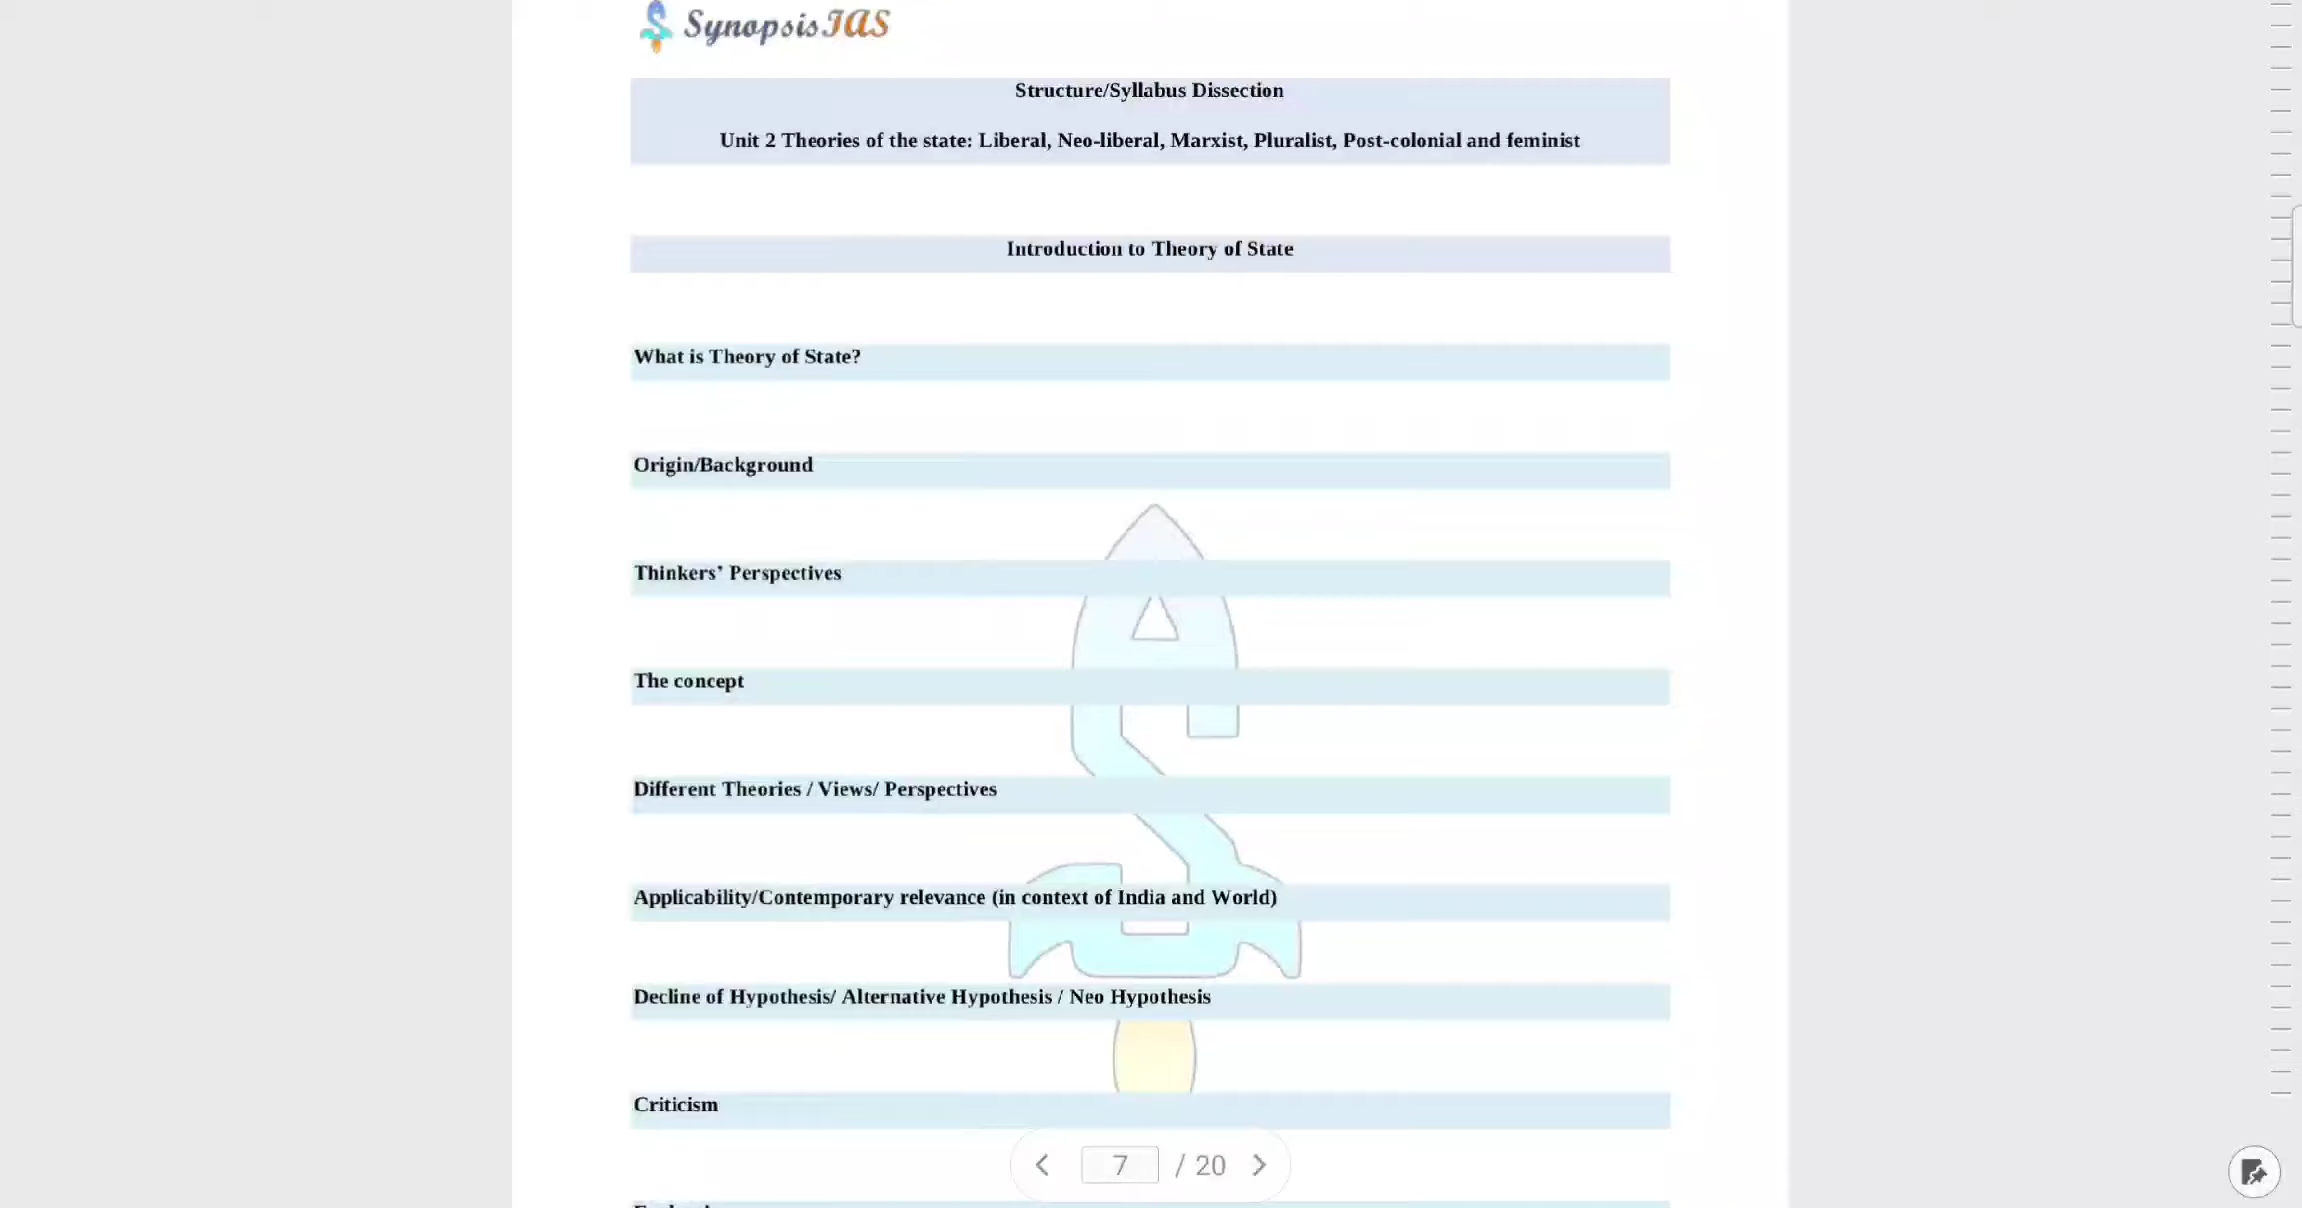 SynopsisIAS
Structure/Syllabus Dissection
Unit 2 Theories of the state: Liberal, Neo-liberal, Marxist, Pluralist, Post-colonial and feminist
Introduction to Theory of State
What is Theory of State?
Origin/Background
Thinkers’ Perspectives
The concept
Different Theories / Views/ Perspectives
Applicability/Contemporary relevance (in context of India and World)
Decline of Hypothesis/ Alternative Hypothesis / Neo Hypothesis
Criticism
7 / 20